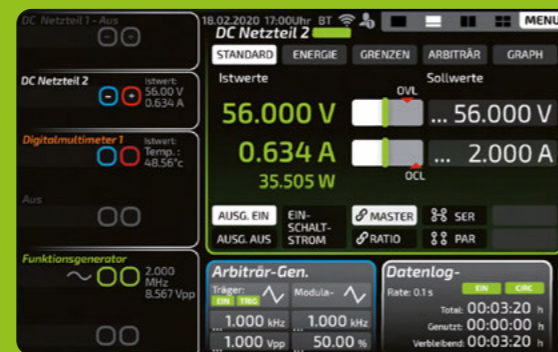 DC Netzteil 1 - Aus
DC Netzteil 2
Istwert:
56.00 V
0.634 A
Digitalmultimeter 1
Istwert:
Temp.:
48.56°c
Aus
Funktionsgenerator
2.000
MHz
8.567 Vpp
18.02.2020 17:00Uhr BT
MENU
DC Netzteil 2
STANDARD ENERGIE GRENZEN ARBITRÄR GRAPH
Istwerte Sollwerte
OVL
56.000 V ... 56.000 V
0.634 A ... 2.000 A
OCL
35.505 W
AUSG. EIN EIN-SCHALT-STROM MASTER SER
AUSG. AUS RATIO PAR
Arbiträr-Gen.
Träger: Modula-
EIN TRIG
... 1.000 kHz ... 1.000 kHz
... 1.000 Vpp ... 50.00 %
Datenlog-
Rate: 0.1 s EIN CIRC
Total: 00:03:20 h
Genutzt: 00:00:00 h
Verbleibend: 00:03:20 h